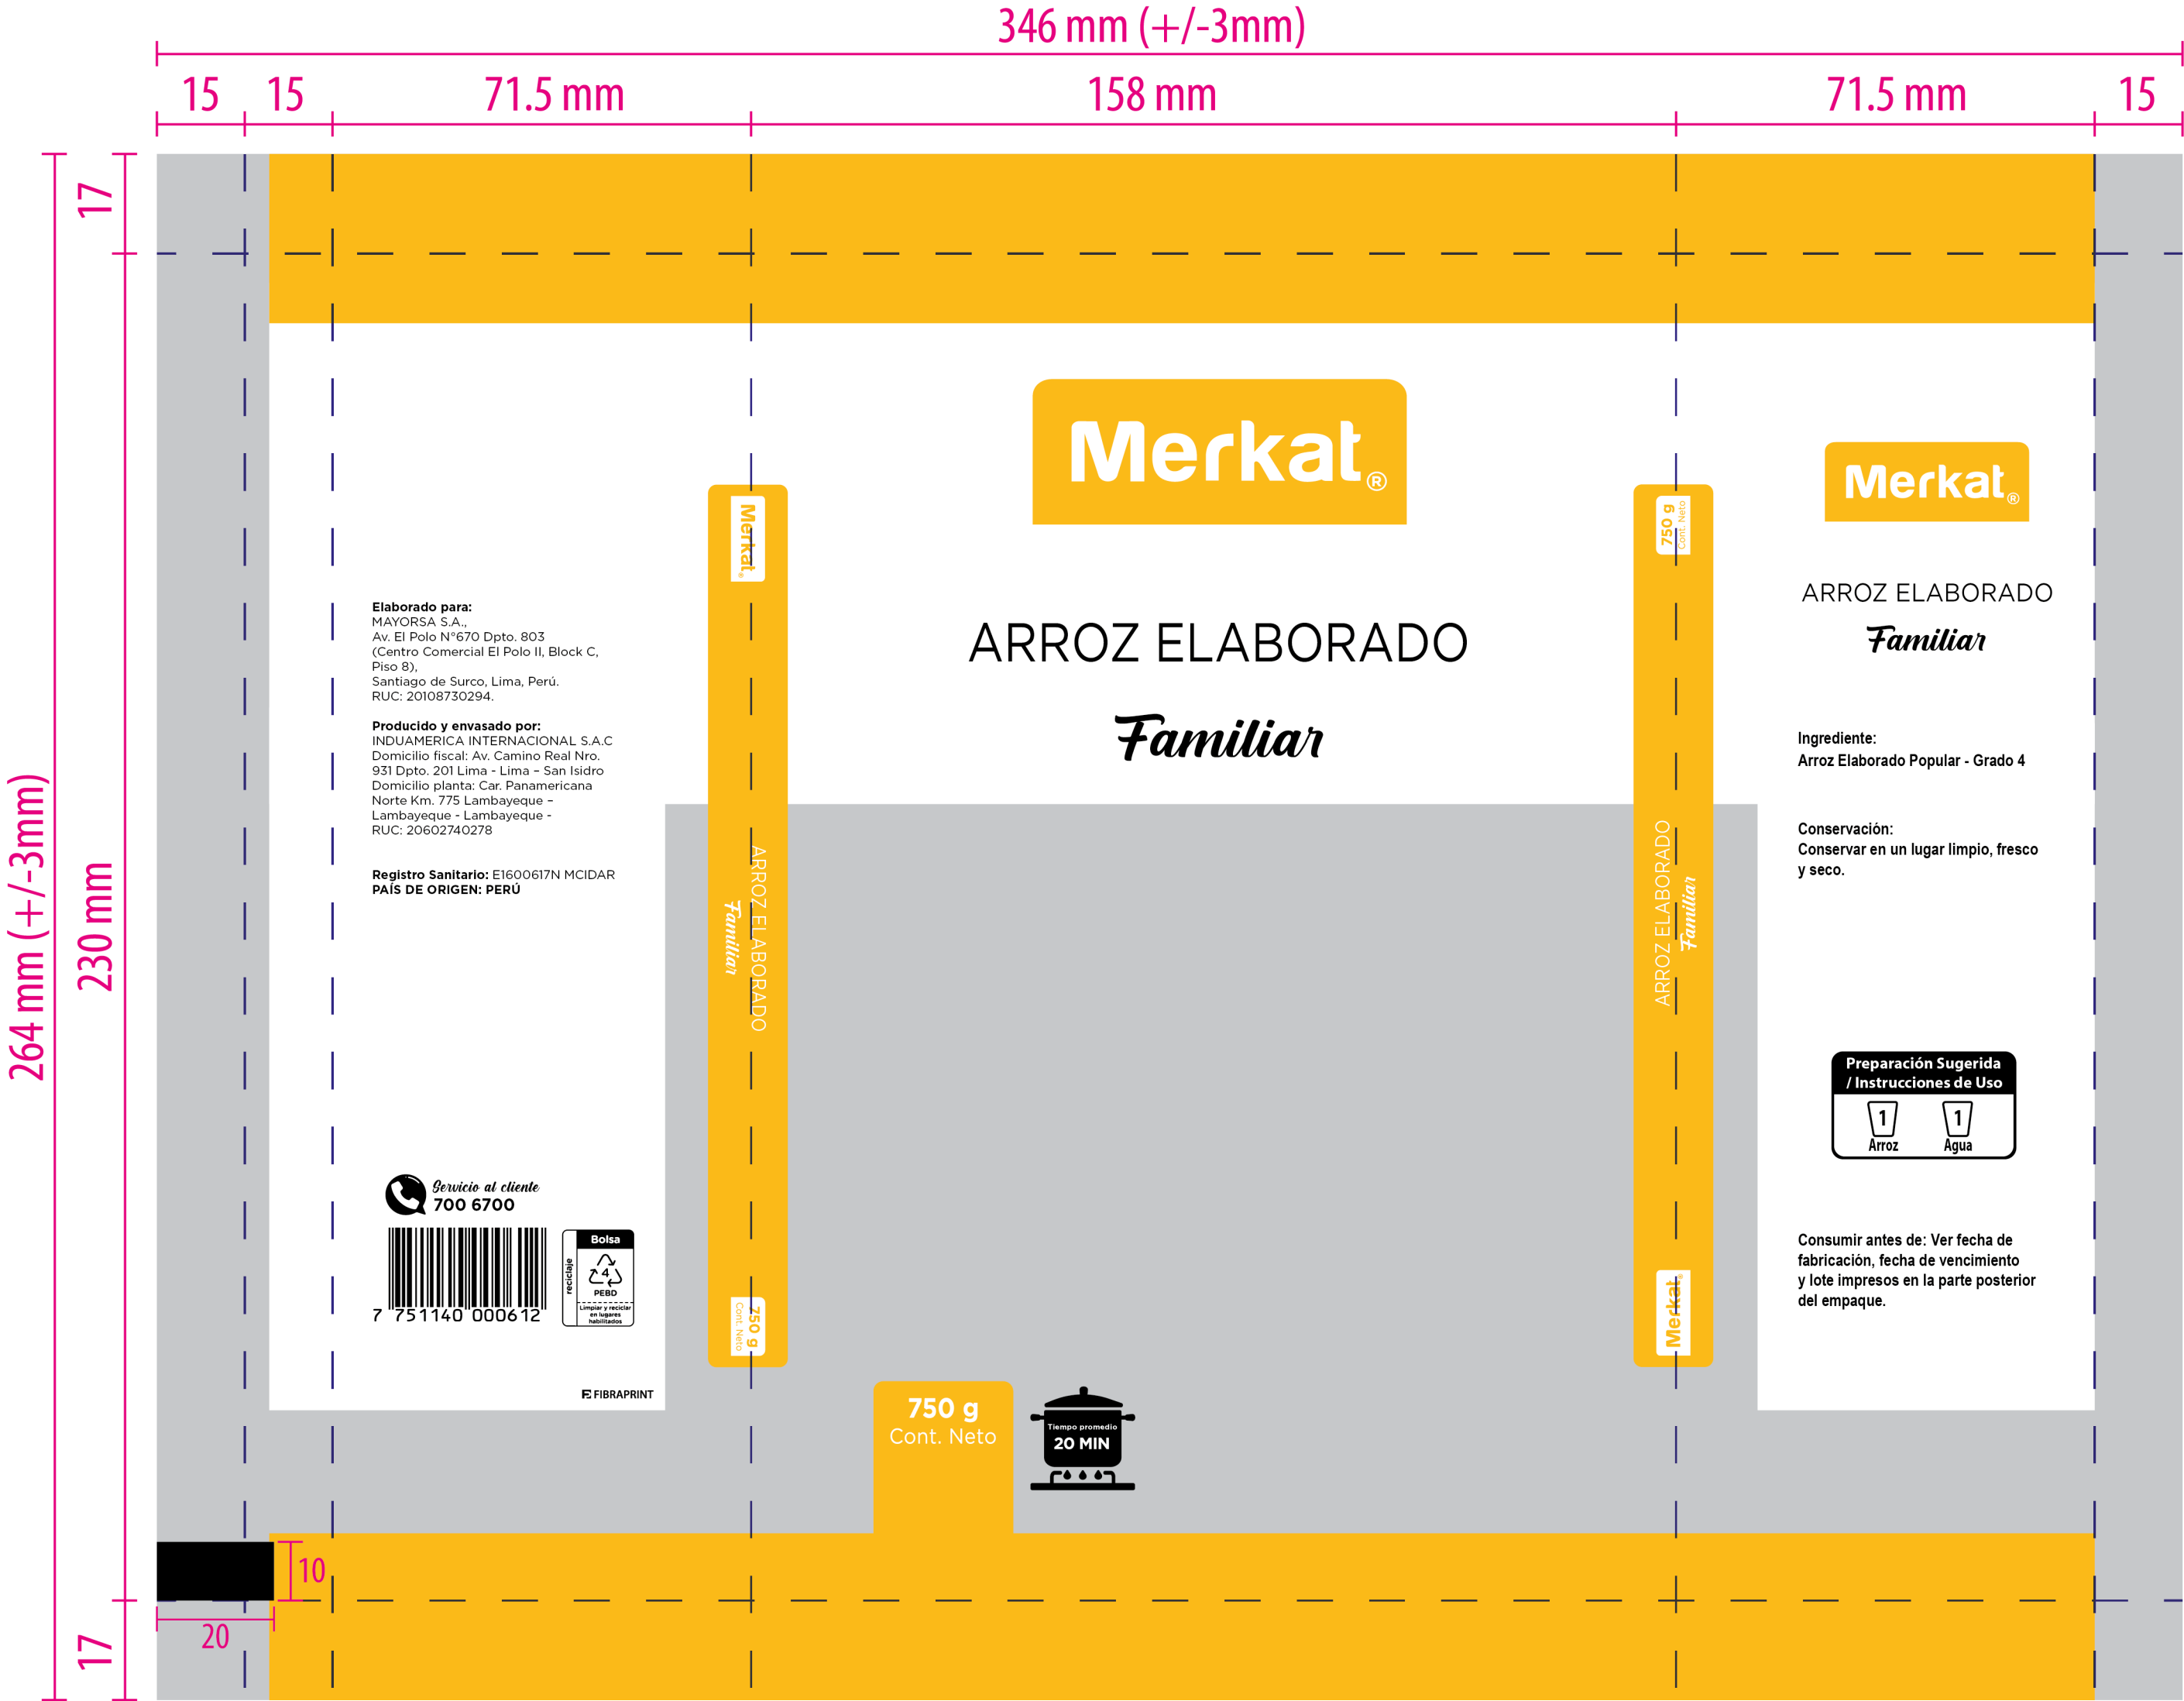 346 mm (+/-3mm)
15 15 71.5 mm 158 mm 71.5 mm 15
17
264 mm (+/-3mm)
230 mm
17
10
20
Elaborado para:
MAYORSA S.A.,
Av. El Polo N°670 Dpto. 803
(Centro Comercial El Polo II, Block C,
Piso 8),
Santiago de Surco, Lima, Perú.
RUC: 20108730294.
Producido y envasado por:
INDUAMERICA INTERNACIONAL S.A.C
Domicilio fiscal: Av. Camino Real Nro.
931 Dpto. 201 Lima - Lima – San Isidro
Domicilio planta: Car. Panamericana
Norte Km. 775 Lambayeque –
Lambayeque - Lambayeque -
RUC: 20602740278
Registro Sanitario: E1600617N MCIDAR
PAÍS DE ORIGEN: PERÚ
Servicio al cliente
700 6700
7 751140 000612
reciclaje
Bolsa
4
PEBD
Limpiar y reciclar
en lugares
habilitados
FIBRAPRINT
Merkat®
ARROZ ELABORADO
Familiar
750 g
Cont. Neto
Merkat®
ARROZ ELABORADO
Familiar
750 g
Cont. Neto
Tiempo promedio
20 MIN
750 g
Cont. Neto
ARROZ ELABORADO
Familiar
Merkat®
Merkat®
ARROZ ELABORADO
Familiar
Ingrediente:
Arroz Elaborado Popular - Grado 4
Conservación:
Conservar en un lugar limpio, fresco
y seco.
Preparación Sugerida
/ Instrucciones de Uso
1 1
Arroz Agua
Consumir antes de: Ver fecha de
fabricación, fecha de vencimiento
y lote impresos en la parte posterior
del empaque.